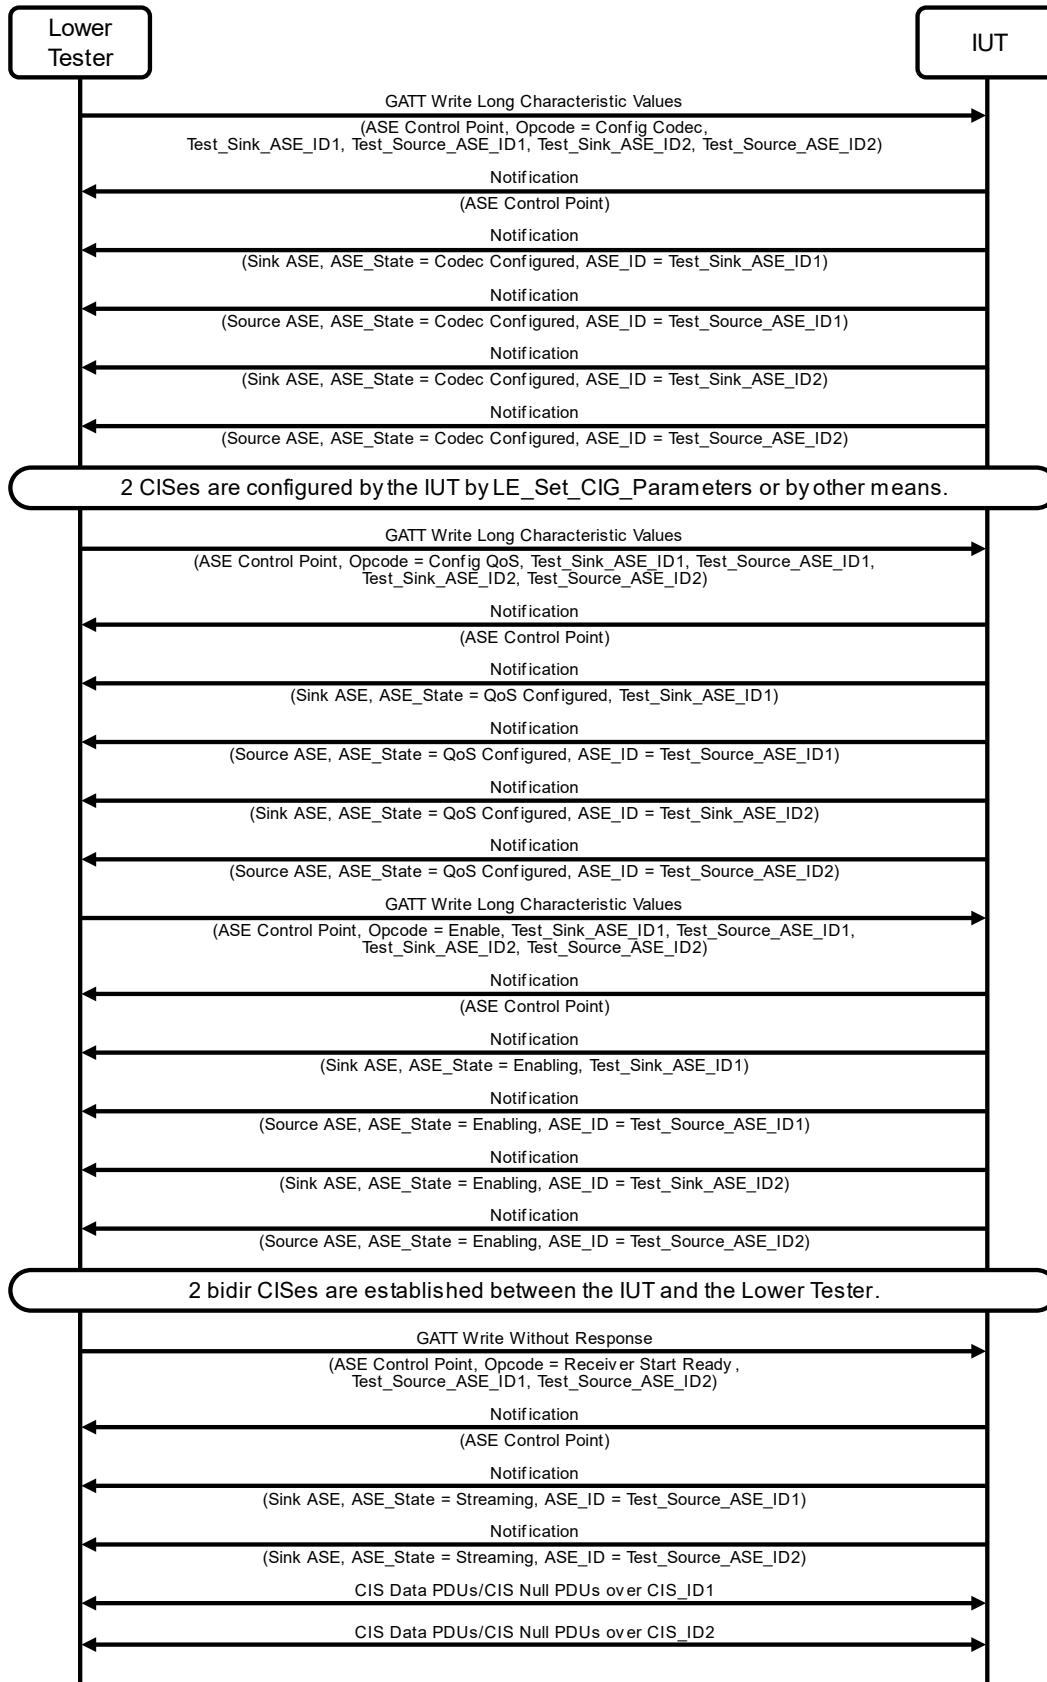 Lower
Tester
IUT
GATT Write Long Characteristic Values
(ASE Control Point, Opcode = Config Codec,
Test_Sink_ASE_ID1, Test_Source_ASE_ID1, Test_Sink_ASE_ID2, Test_Source_ASE_ID2)
Notification
(ASE Control Point)
Notification
(Sink ASE, ASE_State = Codec Configured, ASE_ID = Test_Sink_ASE_ID1)
Notification
(Source ASE, ASE_State = Codec Configured, ASE_ID = Test_Source_ASE_ID1)
Notification
(Sink ASE, ASE_State = Codec Configured, ASE_ID = Test_Sink_ASE_ID2)
Notification
(Source ASE, ASE_State = Codec Configured, ASE_ID = Test_Source_ASE_ID2)
2 CISes are configured by the IUT by LE_Set_CIG_Parameters or by other means.
GATT Write Long Characteristic Values
(ASE Control Point, Opcode = Config QoS, Test_Sink_ASE_ID1, Test_Source_ASE_ID1,
Test_Sink_ASE_ID2, Test_Source_ASE_ID2)
Notification
(ASE Control Point)
Notification
(Sink ASE, ASE_State = QoS Configured, Test_Sink_ASE_ID1)
Notification
(Source ASE, ASE_State = QoS Configured, ASE_ID = Test_Source_ASE_ID1)
Notification
(Sink ASE, ASE_State = QoS Configured, ASE_ID = Test_Sink_ASE_ID2)
Notification
(Source ASE, ASE_State = QoS Configured, ASE_ID = Test_Source_ASE_ID2)
GATT Write Long Characteristic Values
(ASE Control Point, Opcode = Enable, Test_Sink_ASE_ID1, Test_Source_ASE_ID1,
Test_Sink_ASE_ID2, Test_Source_ASE_ID2)
Notification
(ASE Control Point)
Notification
(Sink ASE, ASE_State = Enabling, Test_Sink_ASE_ID1)
Notification
(Source ASE, ASE_State = Enabling, ASE_ID = Test_Source_ASE_ID1)
Notification
(Sink ASE, ASE_State = Enabling, ASE_ID = Test_Sink_ASE_ID2)
Notification
(Source ASE, ASE_State = Enabling, ASE_ID = Test_Source_ASE_ID2)
2 bidir CISes are established between the IUT and the Lower Tester.
GATT Write Without Response
(ASE Control Point, Opcode = Receiver Start Ready,
Test_Source_ASE_ID1, Test_Source_ASE_ID2)
Notification
(ASE Control Point)
Notification
(Sink ASE, ASE_State = Streaming, ASE_ID = Test_Source_ASE_ID1)
Notification
(Sink ASE, ASE_State = Streaming, ASE_ID = Test_Source_ASE_ID2)
CIS Data PDUs/CIS Null PDUs over CIS_ID1
CIS Data PDUs/CIS Null PDUs over CIS_ID2